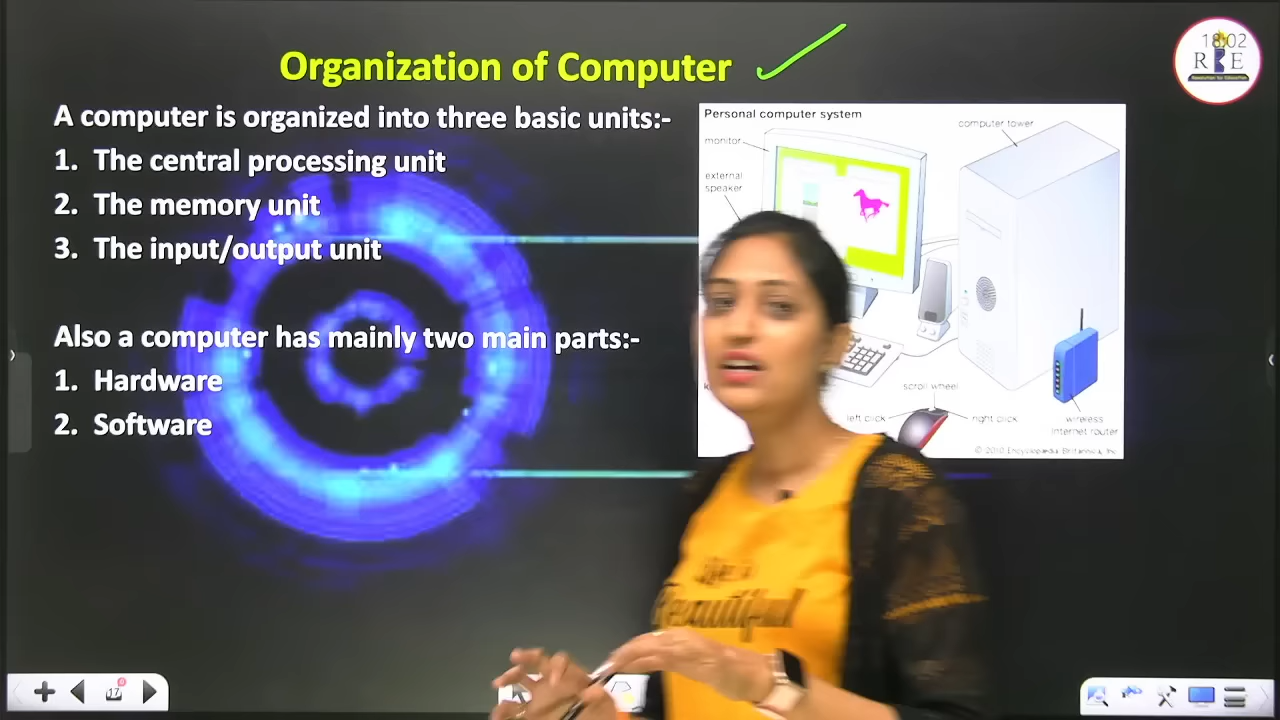 Organization of Computer
18:02
R E
A computer is organized into three basic units:-
1. The central processing unit
2. The memory unit
3. The input/output unit
Also a computer has mainly two main parts:-
1. Hardware
2. Software
Personal computer system
monitor
computer tower
external
speaker
k
scroll wheel
left click
right click
wireless
internet router
© 2010 Encyclopædia Britannica, Inc.
Beautiful
17